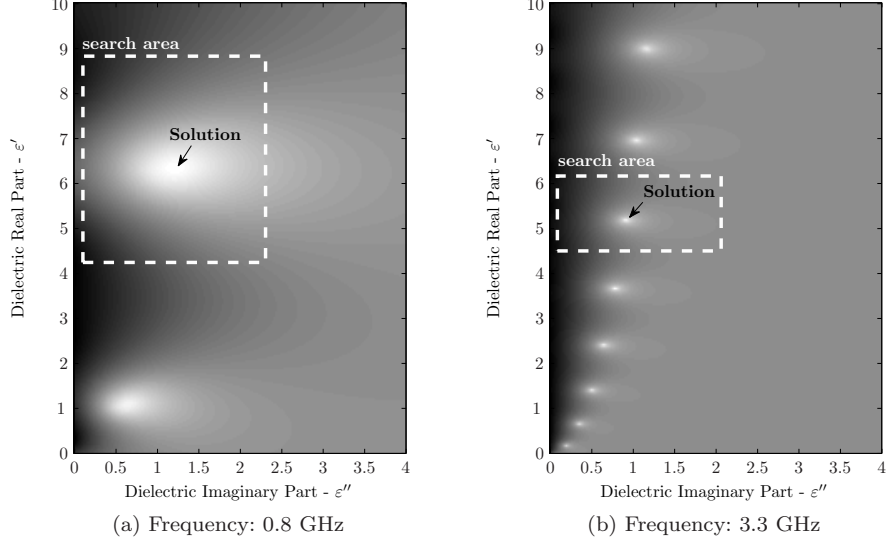 10
9
8
7
6
5
4
3
2
1
0
search area
Solution
0 0.5 1 1.5 2 2.5 3 3.5 4
Dielectric Real Part - ε′
Dielectric Imaginary Part - ε′′
(a) Frequency: 0.8 GHz
10
9
8
7
6
5
4
3
2
1
0
search area
Solution
0 0.5 1 1.5 2 2.5 3 3.5 4
Dielectric Real Part - ε′
Dielectric Imaginary Part - ε′′
(b) Frequency: 3.3 GHz